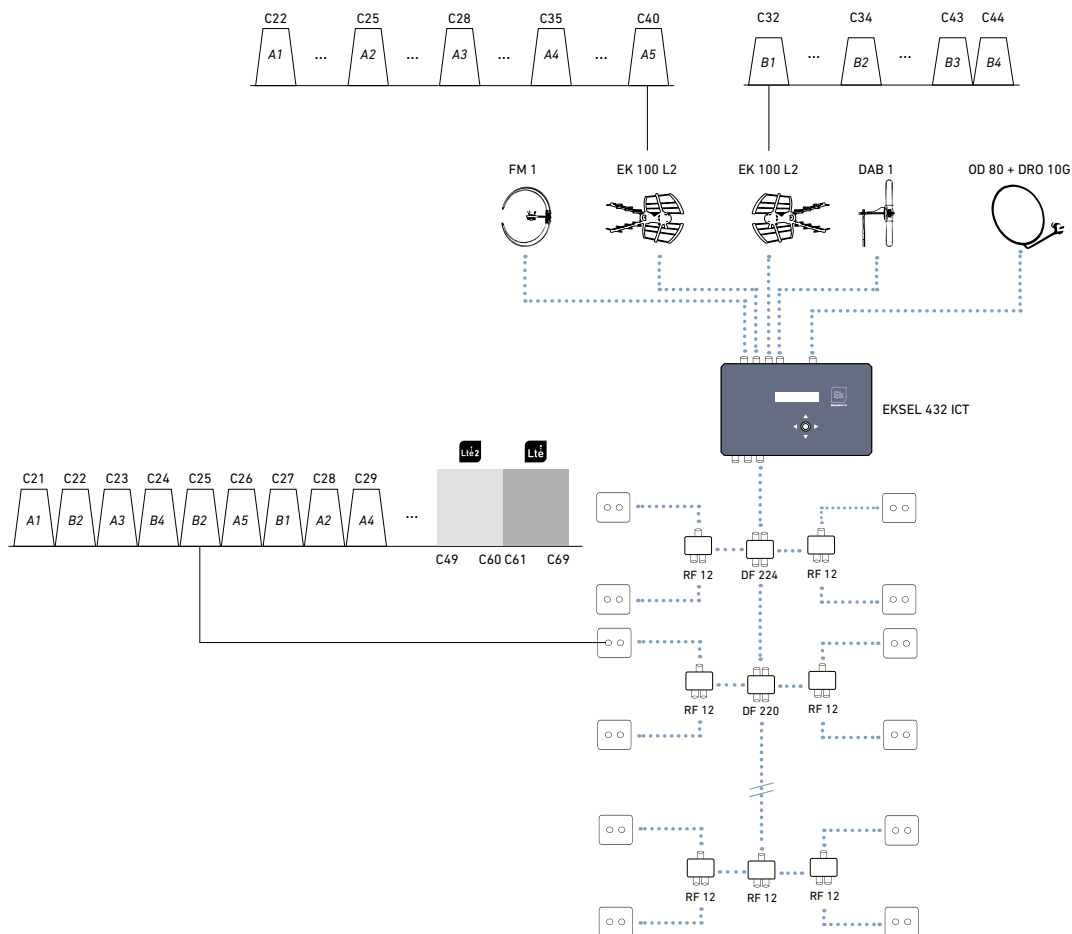 C22 C25 C28 C35 C40 C32 C34 C43 C44
A1 ... A2 ... A3 ... A4 ... A5 B1 ... B2 ... B3 B4
FM 1 EK 100 L2 EK 100 L2 DAB 1 OD 80 + DRO 10G
Ek
EKSEL 432 ICT
Lte2 Lte
C21 C22 C23 C24 C25 C26 C27 C28 C29
A1 B2 A3 B4 B2 A5 B1 A2 A4 ...
C49 C60 C61 C69
RF 12 DF 224 RF 12
RF 12 DF 220 RF 12
RF 12 RF 12 RF 12